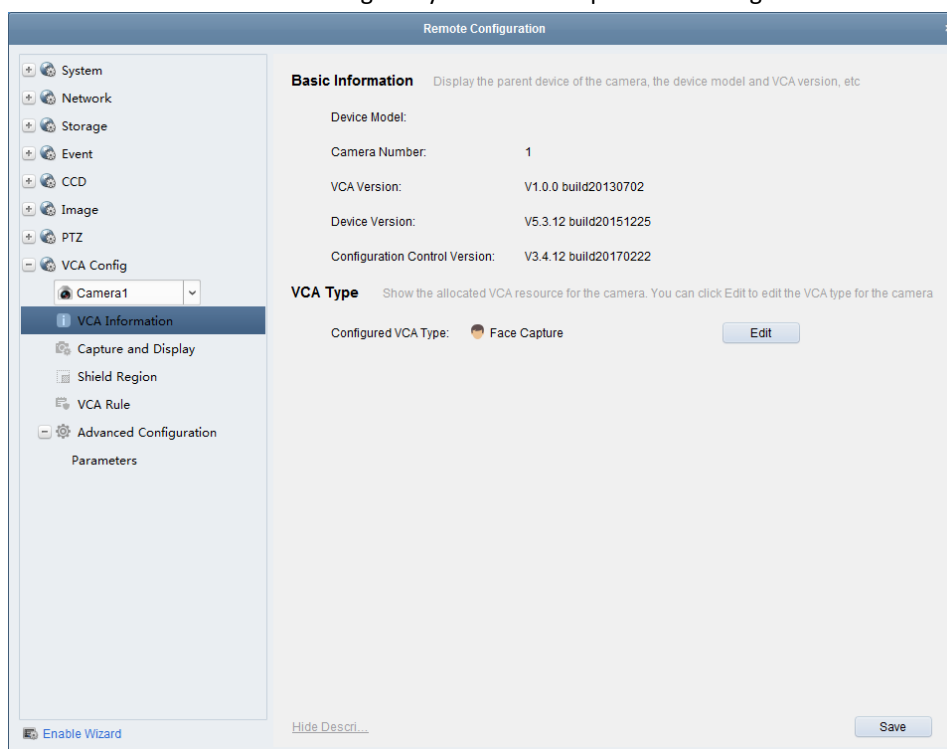 Remote Configuration
System
Network
Storage
Event
CCD
Image
PTZ
VCA Config
Camera1
VCA Information
Capture and Display
Shield Region
VCA Rule
Advanced Configuration
Parameters
Enable Wizard
Basic Information Display the parent device of the camera, the device model and VCA version, etc
Device Model:
Camera Number: 1
VCA Version: V1.0.0 build20130702
Device Version: V5.3.12 build20151225
Configuration Control Version: V3.4.12 build20170222
VCA Type Show the allocated VCA resource for the camera. You can click Edit to edit the VCA type for the camera
Configured VCA Type: Face Capture Edit
Hide Descri... Save